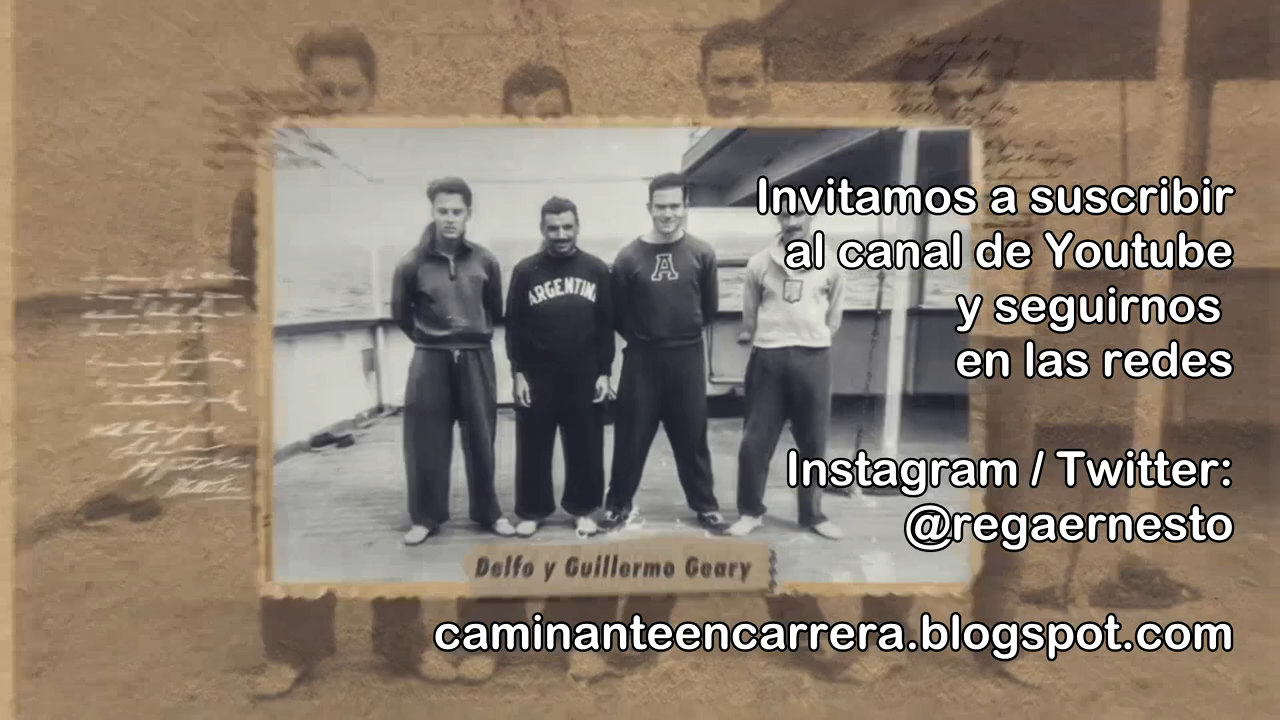 Invitamos a suscribir
al canal de Youtube
y seguirnos
en las redes
ARGENTINA
A
Instagram / Twitter:
@regaernesto
Delfo y Guillermo Geary
caminanteencarrera.blogspot.com